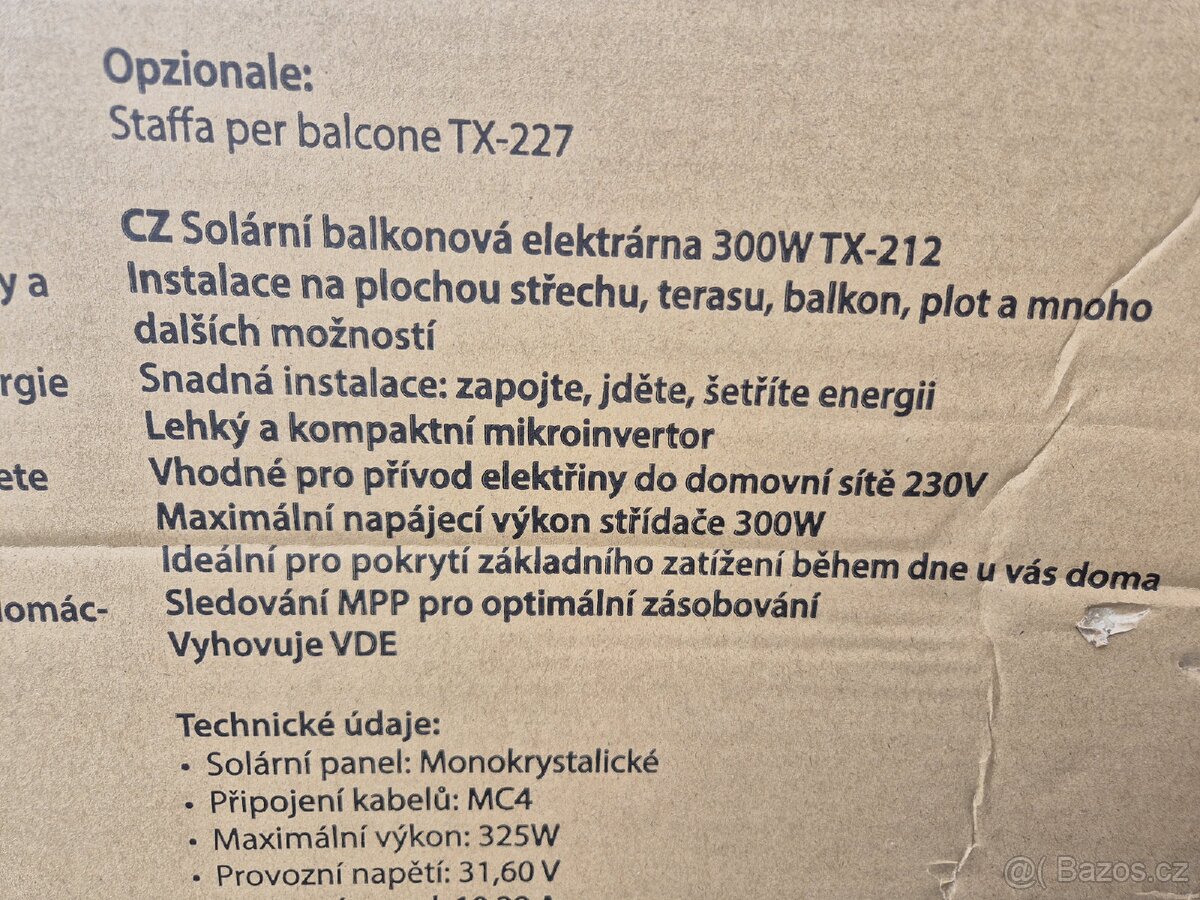 Opzionale:
Staffa per balcone TX-227
CZ Solární balkonová elektrárna 300W TX-212
Instalace na plochou střechu, terasu, balkon, plot a mnoho
dalších možností
Snadná instalace: zapojte, jděte, šetříte energii
Lehký a kompaktní mikroinvertor
Vhodné pro přívod elektřiny do domovní sítě 230V
Maximální napájecí výkon střídače 300W
Ideální pro pokrytí základního zatížení během dne u vás doma
Sledování MPP pro optimální zásobování
Vyhovuje VDE
Technické údaje:
• Solární panel: Monokrystalické
• Připojení kabelů: MC4
• Maximální výkon: 325W
• Provozní napětí: 31,60 V
y a
rgie
ete
domác-
@( Bazos.cz